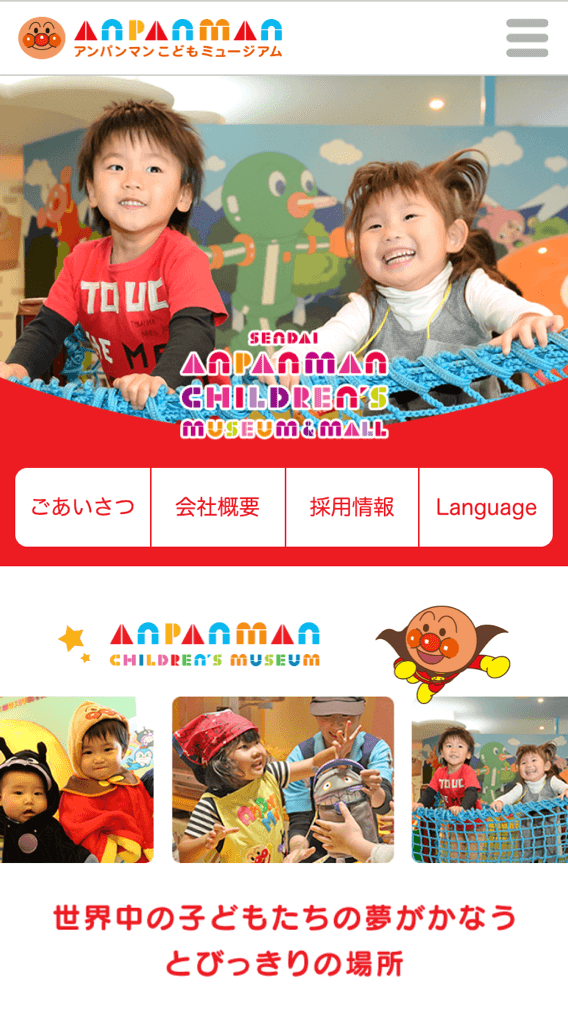 ANPANMAN
アンパンマンこどもミュージアム
TOUC
HE ME
SENDAI
ANPANMAN
CHILDREN'S
MUSEUM & MALL
ごあいさつ
会社概要
採用情報
Language
ANPANMAN
CHILDREN'S MUSEUM
世界中の子どもたちの夢がかなう
とびっきりの場所